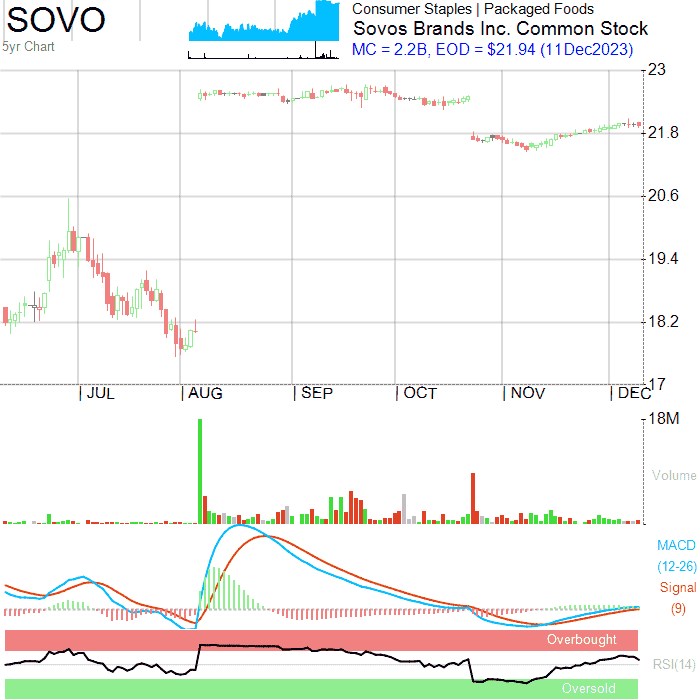 SOVO
5yr Chart
Consumer Staples | Packaged Foods
Sovos Brands Inc. Common Stock
MC = 2.2B, EOD = $21.94 (11Dec2023)
23
21.8
20.6
19.4
18.2
17
JUL
AUG
SEP
OCT
NOV
DEC
18M
Volume
MACD
(12-26)
Signal
(9)
Overbought
RSI(14)
Oversold